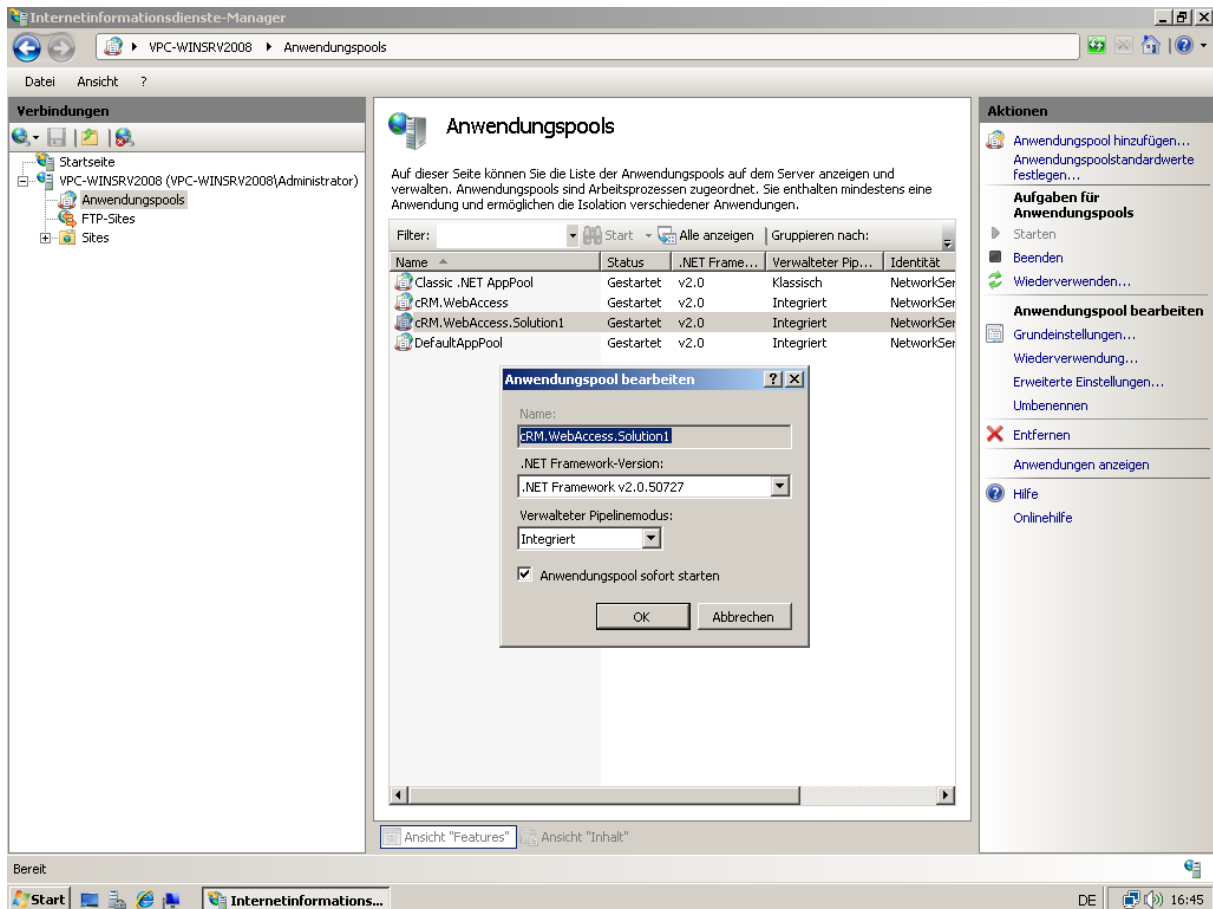 Internetinformationsdienste-Manager
VPC-WINSRV2008 Anwendungspools
Datei Ansicht ?
Verbindungen
Startseite
VPC-WINSRV2008 (VPC-WINSRV2008\Administrator)
Anwendungspools
FTP-Sites
Sites
Anwendungspools
Auf dieser Seite können Sie die Liste der Anwendungspools auf dem Server anzeigen und
verwalten. Anwendungspools sind Arbeitsprozessen zugeordnet. Sie enthalten mindestens eine
Anwendung und ermöglichen die Isolation verschiedener Anwendungen.
Filter: Start Alle anzeigen Gruppieren nach:
Name Status .NET Frame... Verwalteter Pip... Identität
Classic .NET AppPool Gestartet v2.0 Klassisch NetworkSer
cRM.WebAccess Gestartet v2.0 Integriert NetworkSer
cRM.WebAccess.Solution1 Gestartet v2.0 Integriert NetworkSer
DefaultAppPool Gestartet v2.0 Integriert NetworkSer
Anwendungspool bearbeiten
Name:
cRM.WebAccess.Solution1
.NET Framework-Version:
.NET Framework v2.0.50727
Verwalteter Pipelinemodus:
Integriert
Anwendungspool sofort starten
OK Abbrechen
Ansicht "Features" Ansicht "Inhalt"
Aktionen
Anwendungspool hinzufügen...
Anwendungspoolstandardwerte
festlegen...
Aufgaben für
Anwendungspools
Starten
Beenden
Wiederverwenden...
Anwendungspool bearbeiten
Grundeinstellungen...
Wiederverwendung...
Erweiterte Einstellungen...
Umbenennen
Entfernen
Anwendungen anzeigen
Hilfe
Onlinehilfe
Bereit
Start Internetinformations... DE 16:45